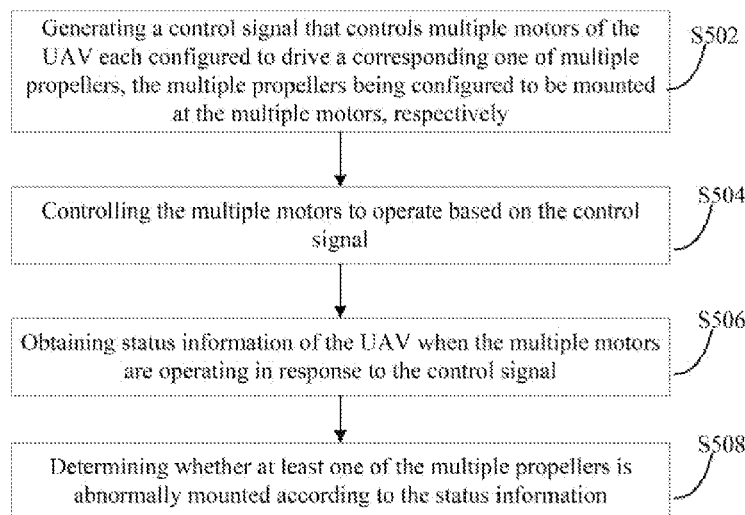 Generating a control signal that controls multiple motors of the
UAV each configured to drive a corresponding one of multiple
propellers, the multiple propellers being configured to be mounted
at the multiple motors, respectively
S502
Controlling the multiple motors to operate based on the control
signal
S504
Obtaining status information of the UAV when the multiple motors
are operating in response to the control signal
S506
Determining whether at least one of the multiple propellers is
abnormally mounted according to the status information
S508